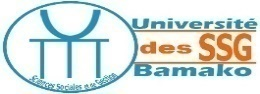 Université
des SSG
Bamako
Sciences Sociales et de Gestion